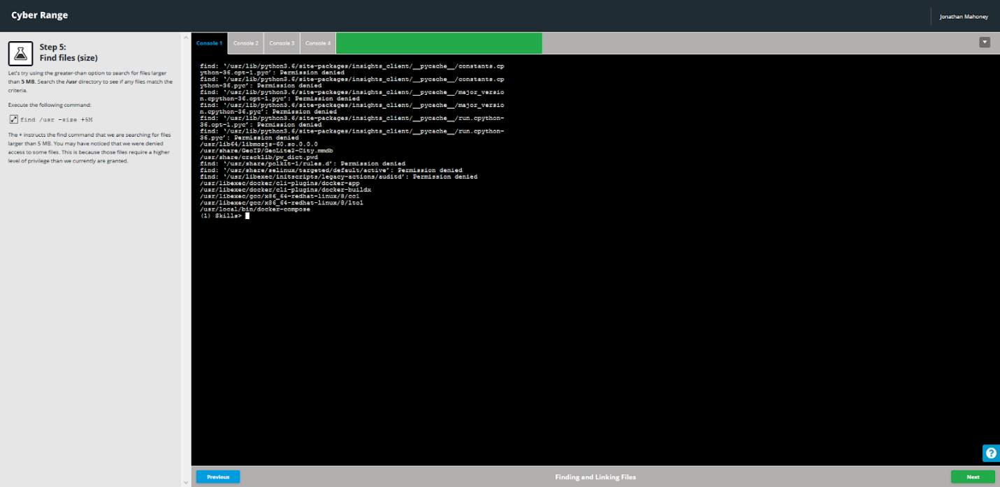 Cyber Range
Jonathan Mahoney
Step 5:
Find files (size)
Let's try using the greater-than option to search for files larger
than 5 MB. Search the /usr directory to see if any files match the
criteria.
Execute the following command:
find /usr -size +5M
The + instructs the find command that we are searching for files
larger than 5 MB. You may have noticed that we were denied
access to some files. This is because those files require a higher
level of privilege than we currently are granted.
Console 1
Console 2
Console 3
Console 4
find: '/usr/lib/python3.6/site-packages/insights_client/__pycache__/constants.cp
ython-36.opt-1.pyc': Permission denied
find: '/usr/lib/python3.6/site-packages/insights_client/__pycache__/constants.cp
ython-36.pyc': Permission denied
find: '/usr/lib/python3.6/site-packages/insights_client/__pycache__/major_versio
n.cpython-36.opt-1.pyc': Permission denied
find: '/usr/lib/python3.6/site-packages/insights_client/__pycache__/major_versio
n.cpython-36.pyc': Permission denied
find: '/usr/lib/python3.6/site-packages/insights_client/__pycache__/run.cpython-
36.opt-1.pyc': Permission denied
find: '/usr/lib/python3.6/site-packages/insights_client/__pycache__/run.cpython-
36.pyc': Permission denied
/usr/lib64/libmozjs-60.so.0.0.0
/usr/share/GeoIP/GeoLite2-City.mmdb
/usr/share/cracklib/pw_dict.pwd
find: '/usr/share/polkit-1/rules.d': Permission denied
find: '/usr/share/selinux/targeted/default/active': Permission denied
find: '/usr/libexec/initscripts/legacy-actions/auditd': Permission denied
/usr/libexec/docker/cli-plugins/docker-app
/usr/libexec/docker/cli-plugins/docker-buildx
/usr/libexec/gcc/x86_64-redhat-linux/8/cc1
/usr/libexec/gcc/x86_64-redhat-linux/8/lto1
/usr/local/bin/docker-compose
(1) Skills>
?
Previous
Finding and Linking Files
Next